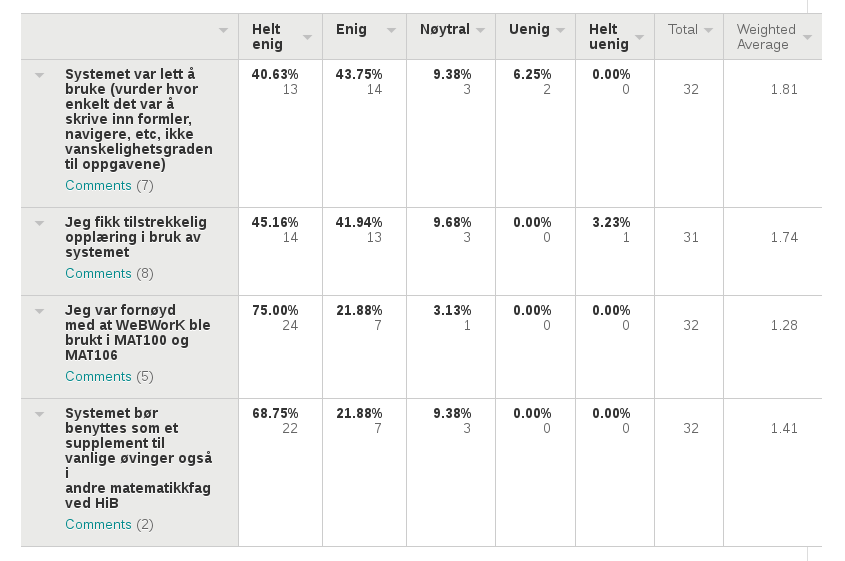 Helt enig Enig Nøytral Uenig Helt uenig Total Weighted Average
Systemet var lett å
bruke (vurder hvor
enkelt det var å
skrive inn formler,
navigere, etc, ikke
vanskelighetsgraden
til oppgavene)
Comments (7)
40.63% 43.75% 9.38% 6.25% 0.00%
13 14 3 2 0 32 1.81
Jeg fikk tilstrekkelig
opplæring i bruk av
systemet
Comments (8)
45.16% 41.94% 9.68% 0.00% 3.23%
14 13 3 0 1 31 1.74
Jeg var fornøyd
med at WeBWorK ble
brukt i MAT100 og
MAT106
Comments (5)
75.00% 21.88% 3.13% 0.00% 0.00%
24 7 1 0 0 32 1.28
Systemet bør
benyttes som et
supplement til
vanlige øvinger også
i
andre matematikkfag
ved HiB
Comments (2)
68.75% 21.88% 9.38% 0.00% 0.00%
22 7 3 0 0 32 1.41